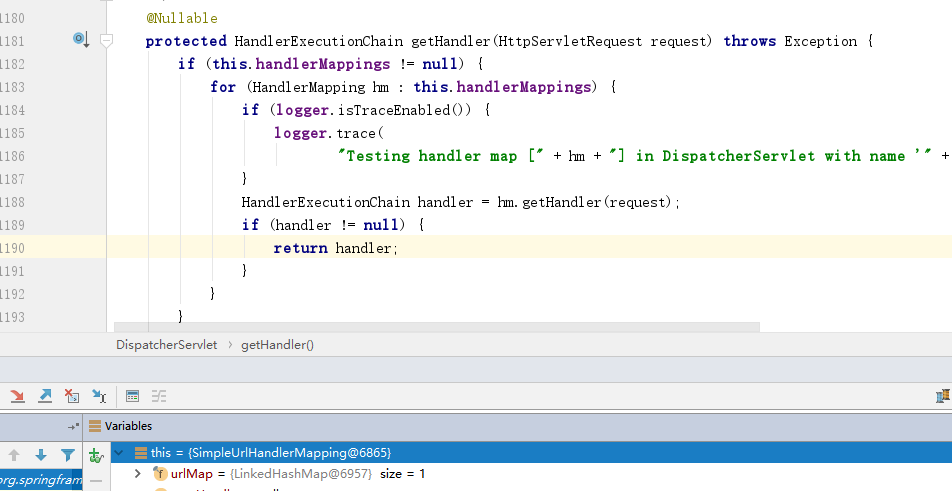 1180 @Nullable
1181 protected HandlerExecutionChain getHandler(HttpServletRequest request) throws Exception {
1182 if (this.handlerMappings != null) {
1183 for (HandlerMapping hm : this.handlerMappings) {
1184 if (logger.isTraceEnabled()) {
1185 logger.trace(
1186 "Testing handler map [" + hm + "] in DispatcherServlet with name '" +
1187 }
1188 HandlerExecutionChain handler = hm.getHandler(request);
1189 if (handler != null) {
1190 return handler;
1191 }
1192 }
1193 }
DispatcherServlet › getHandler()
Variables
this = {SimpleUrlHandlerMapping@6865}
f urlMap = {LinkedHashMap@6957} size = 1
org.springfram